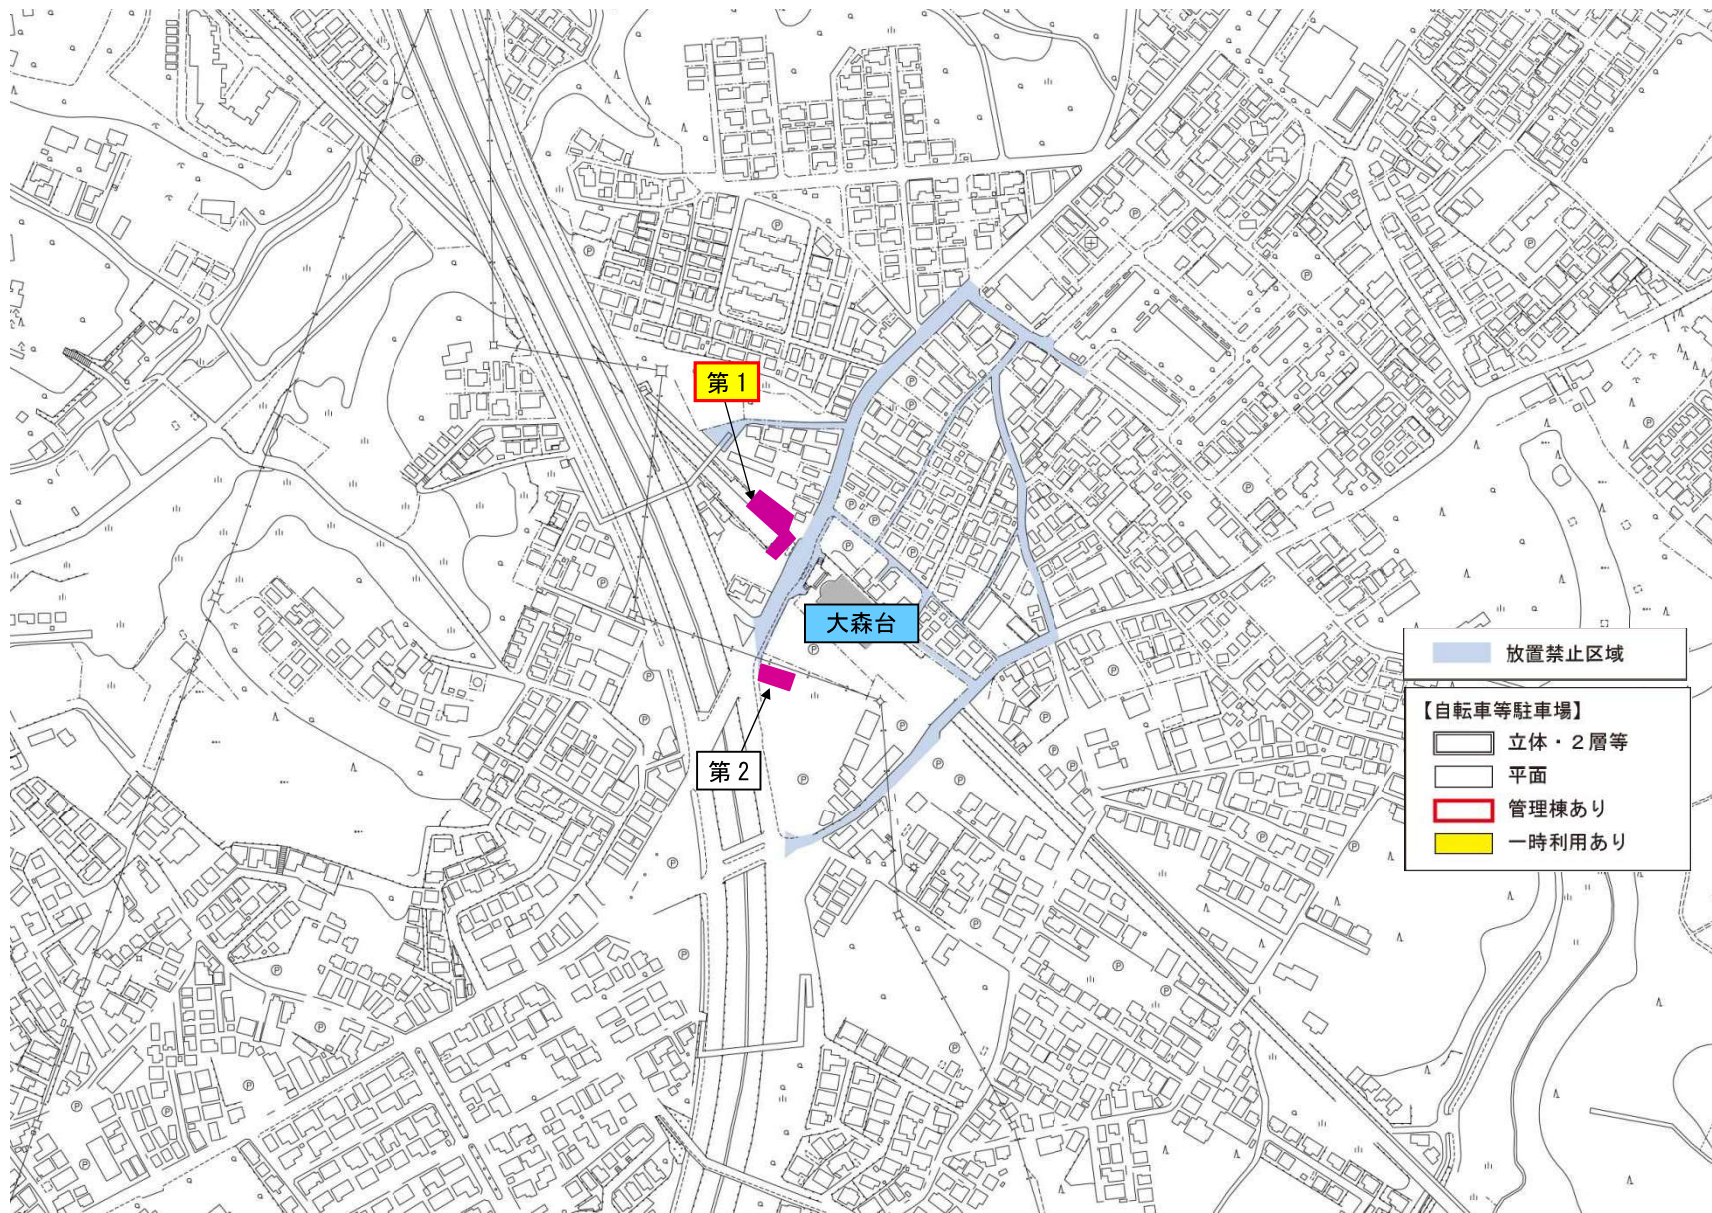 第1
大森台
第2
放置禁止区域
【自転車等駐車場】
立体・2層等
平面
管理棟あり
一時利用あり